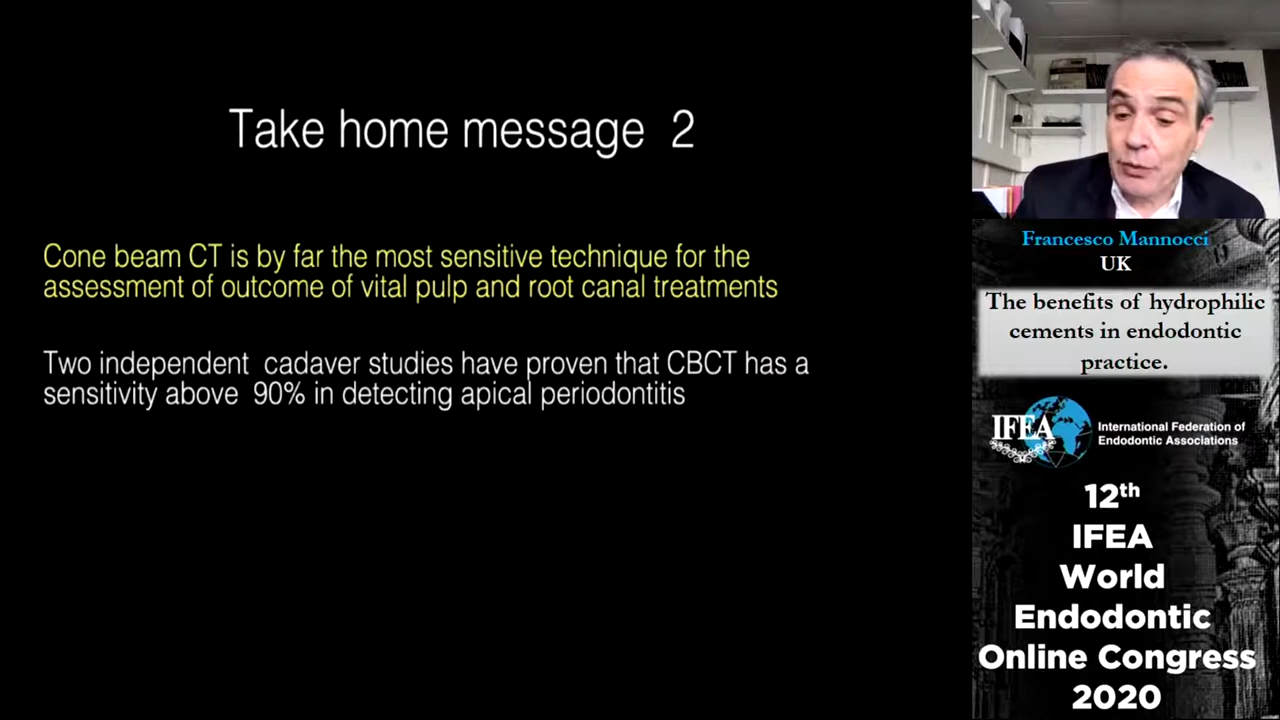 Take home message 2
Cone beam CT is by far the most sensitive technique for the
assessment of outcome of vital pulp and root canal treatments
Two independent cadaver studies have proven that CBCT has a
sensitivity above 90% in detecting apical periodontitis
Francesco Mannocci
UK
The benefits of hydrophilic
cements in endodontic
practice.
IFEA
International Federation of
Endodontic Associations
12th
IFEA
World
Endodontic
Online Congress
2020